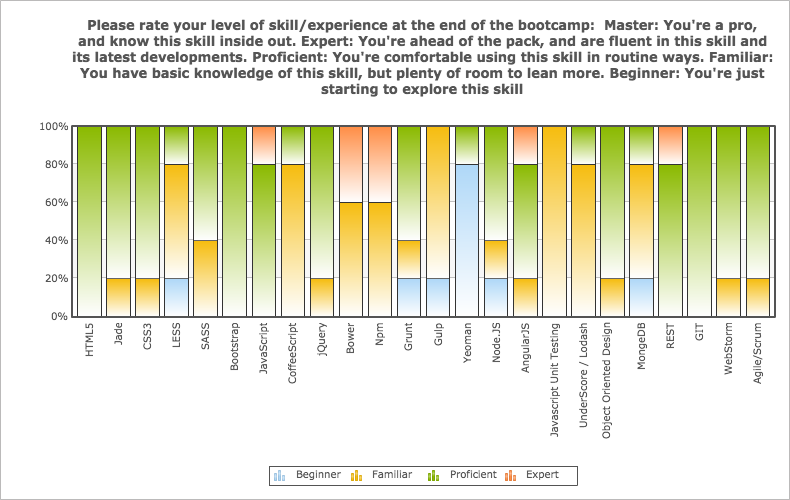 Please rate your level of skill/experience at the end of the bootcamp:  Master: You're a pro,
and know this skill inside out. Expert: You're ahead of the pack, and are fluent in this skill and
its latest developments. Proficient: You're comfortable using this skill in routine ways. Familiar:
You have basic knowledge of this skill, but plenty of room to lean more. Beginner: You're just
starting to explore this skill
100%
80%
60%
40%
20%
0%
HTML5
Jade
CSS3
LESS
SASS
Bootstrap
JavaScript
CoffeeScript
jQuery
Bower
Npm
Grunt
Gulp
Yeoman
Node.JS
AngularJS
Javascript Unit Testing
UnderScore / Lodash
Object Oriented Design
MongoDB
REST
GIT
WebStorm
Agile/Scrum
Beginner Familiar Proficient Expert